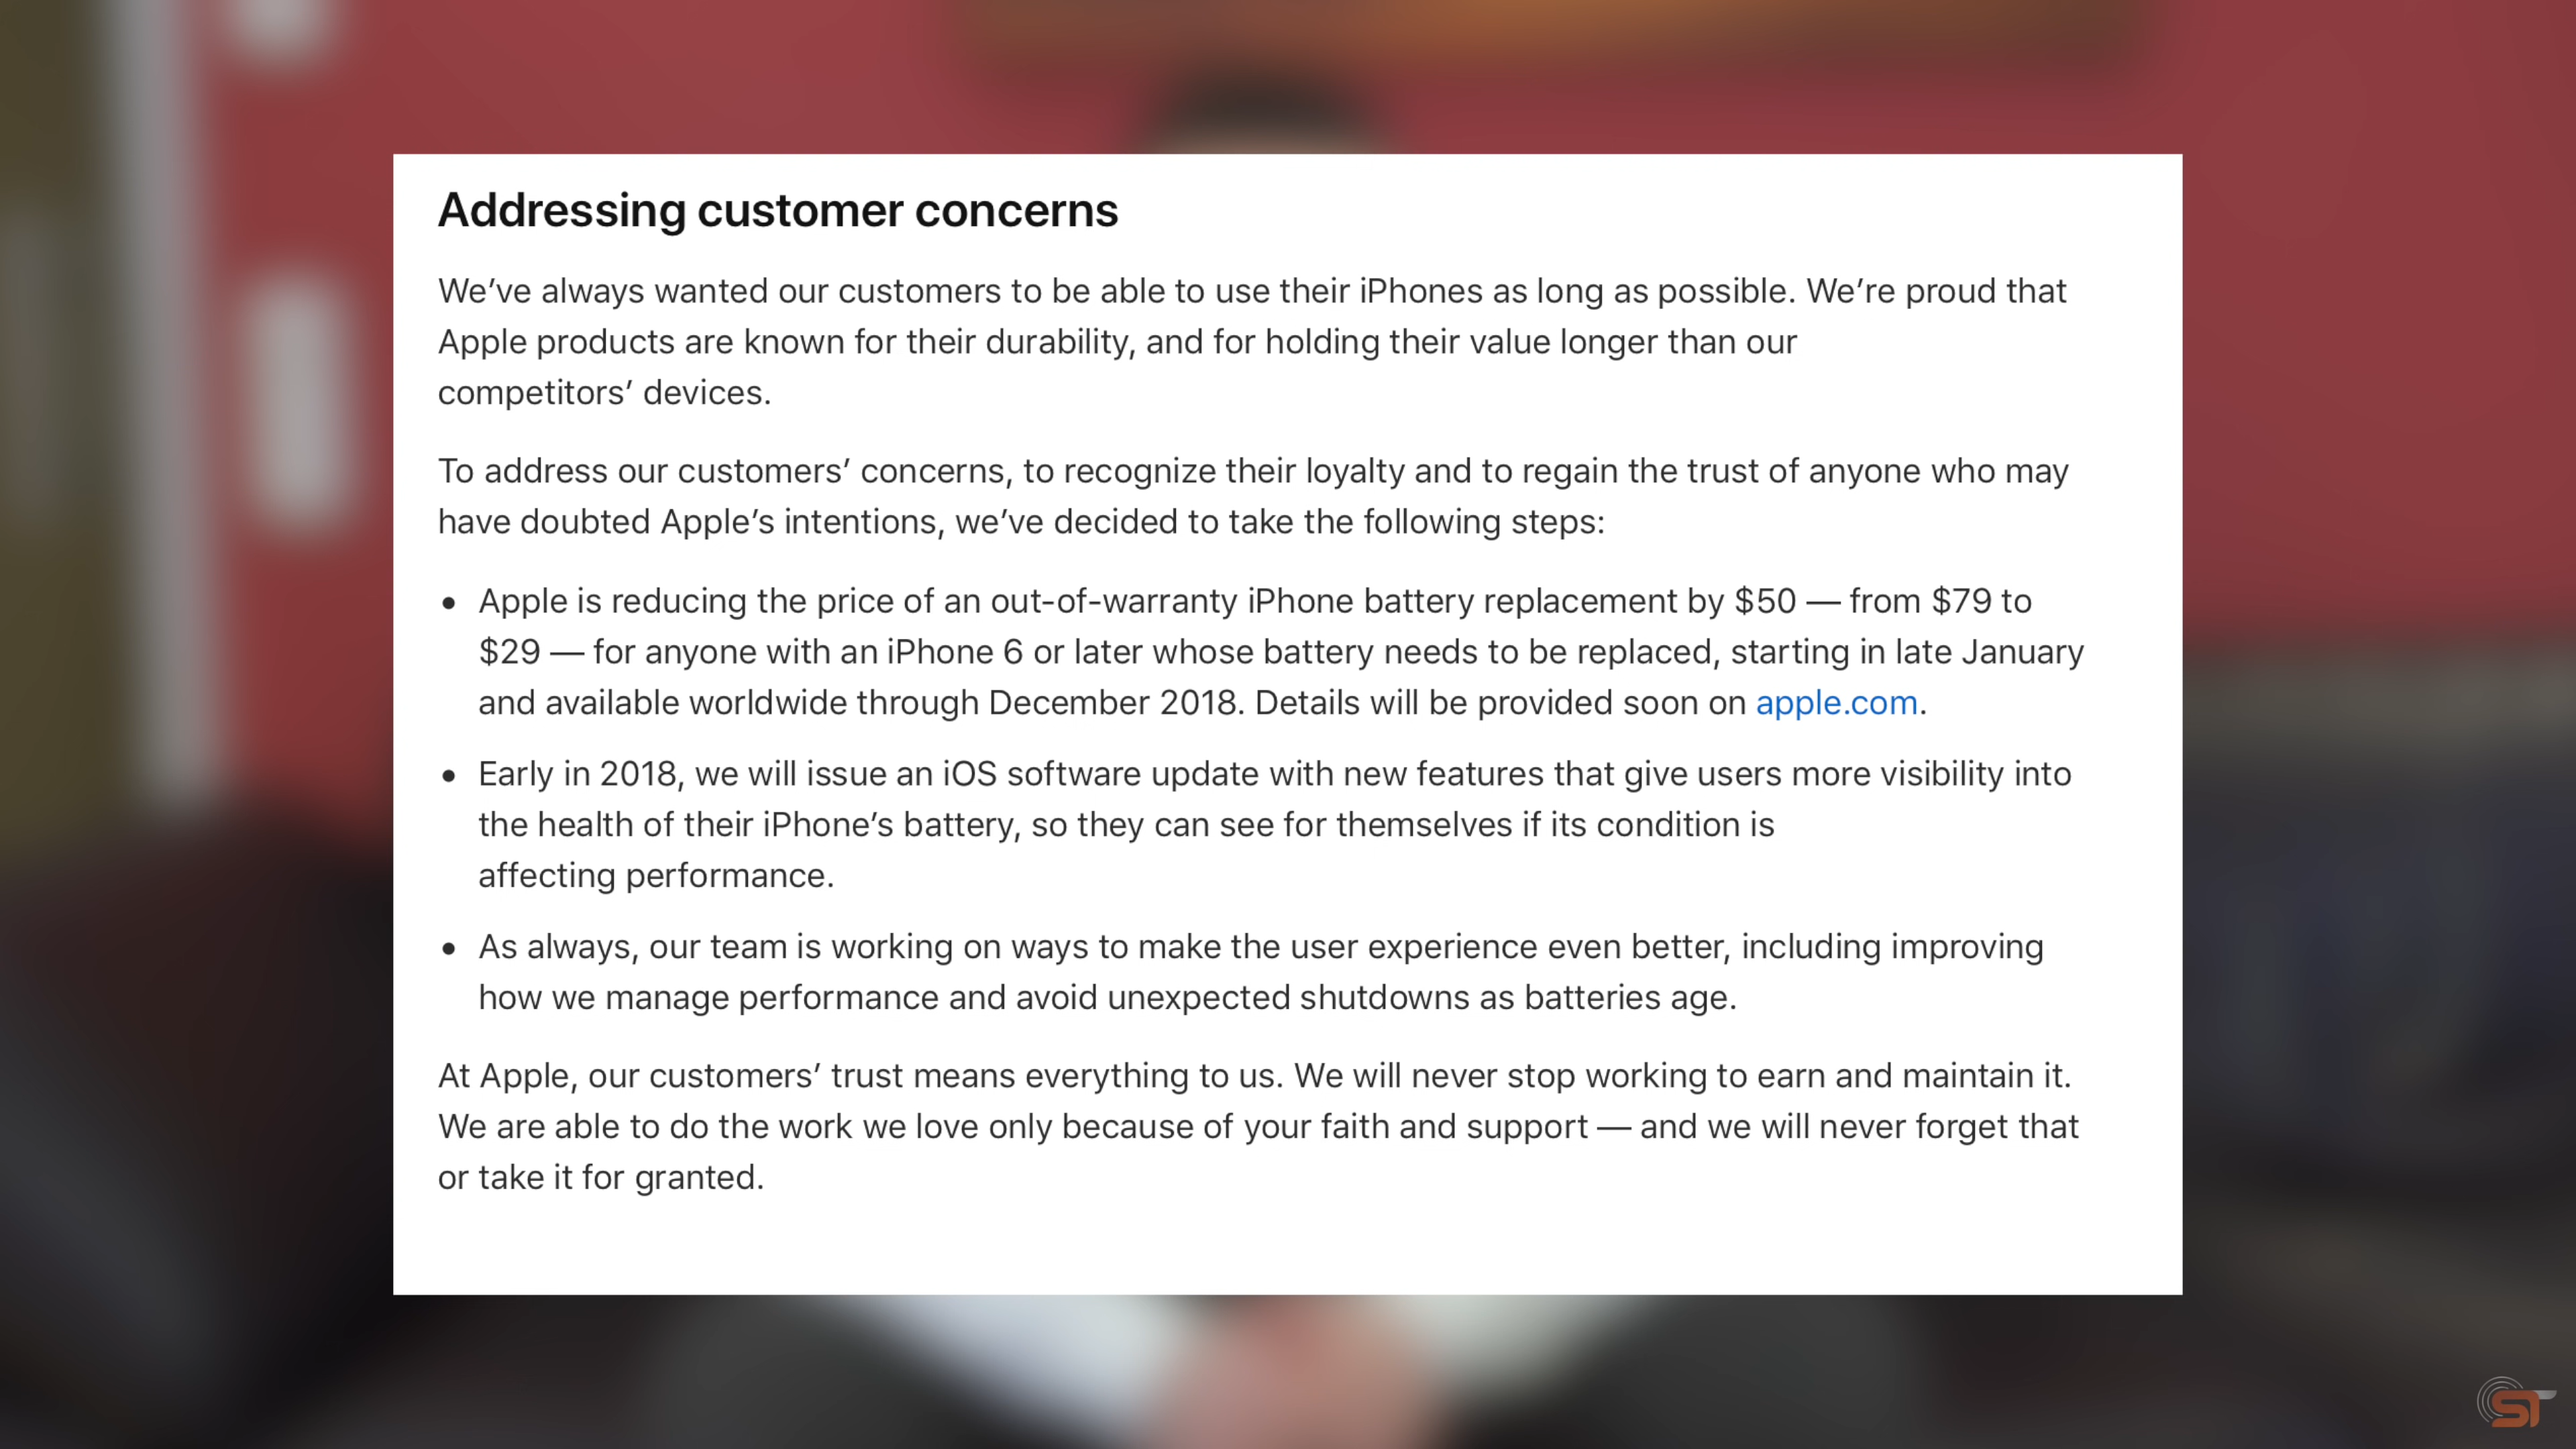 Addressing customer concerns
We’ve always wanted our customers to be able to use their iPhones as long as possible. We’re proud that
Apple products are known for their durability, and for holding their value longer than our
competitors’ devices.
To address our customers’ concerns, to recognize their loyalty and to regain the trust of anyone who may
have doubted Apple’s intentions, we’ve decided to take the following steps:
• Apple is reducing the price of an out-of-warranty iPhone battery replacement by $50 — from $79 to
$29 — for anyone with an iPhone 6 or later whose battery needs to be replaced, starting in late January
and available worldwide through December 2018. Details will be provided soon on apple.com.
• Early in 2018, we will issue an iOS software update with new features that give users more visibility into
the health of their iPhone’s battery, so they can see for themselves if its condition is
affecting performance.
• As always, our team is working on ways to make the user experience even better, including improving
how we manage performance and avoid unexpected shutdowns as batteries age.
At Apple, our customers’ trust means everything to us. We will never stop working to earn and maintain it.
We are able to do the work we love only because of your faith and support — and we will never forget that
or take it for granted.
ST